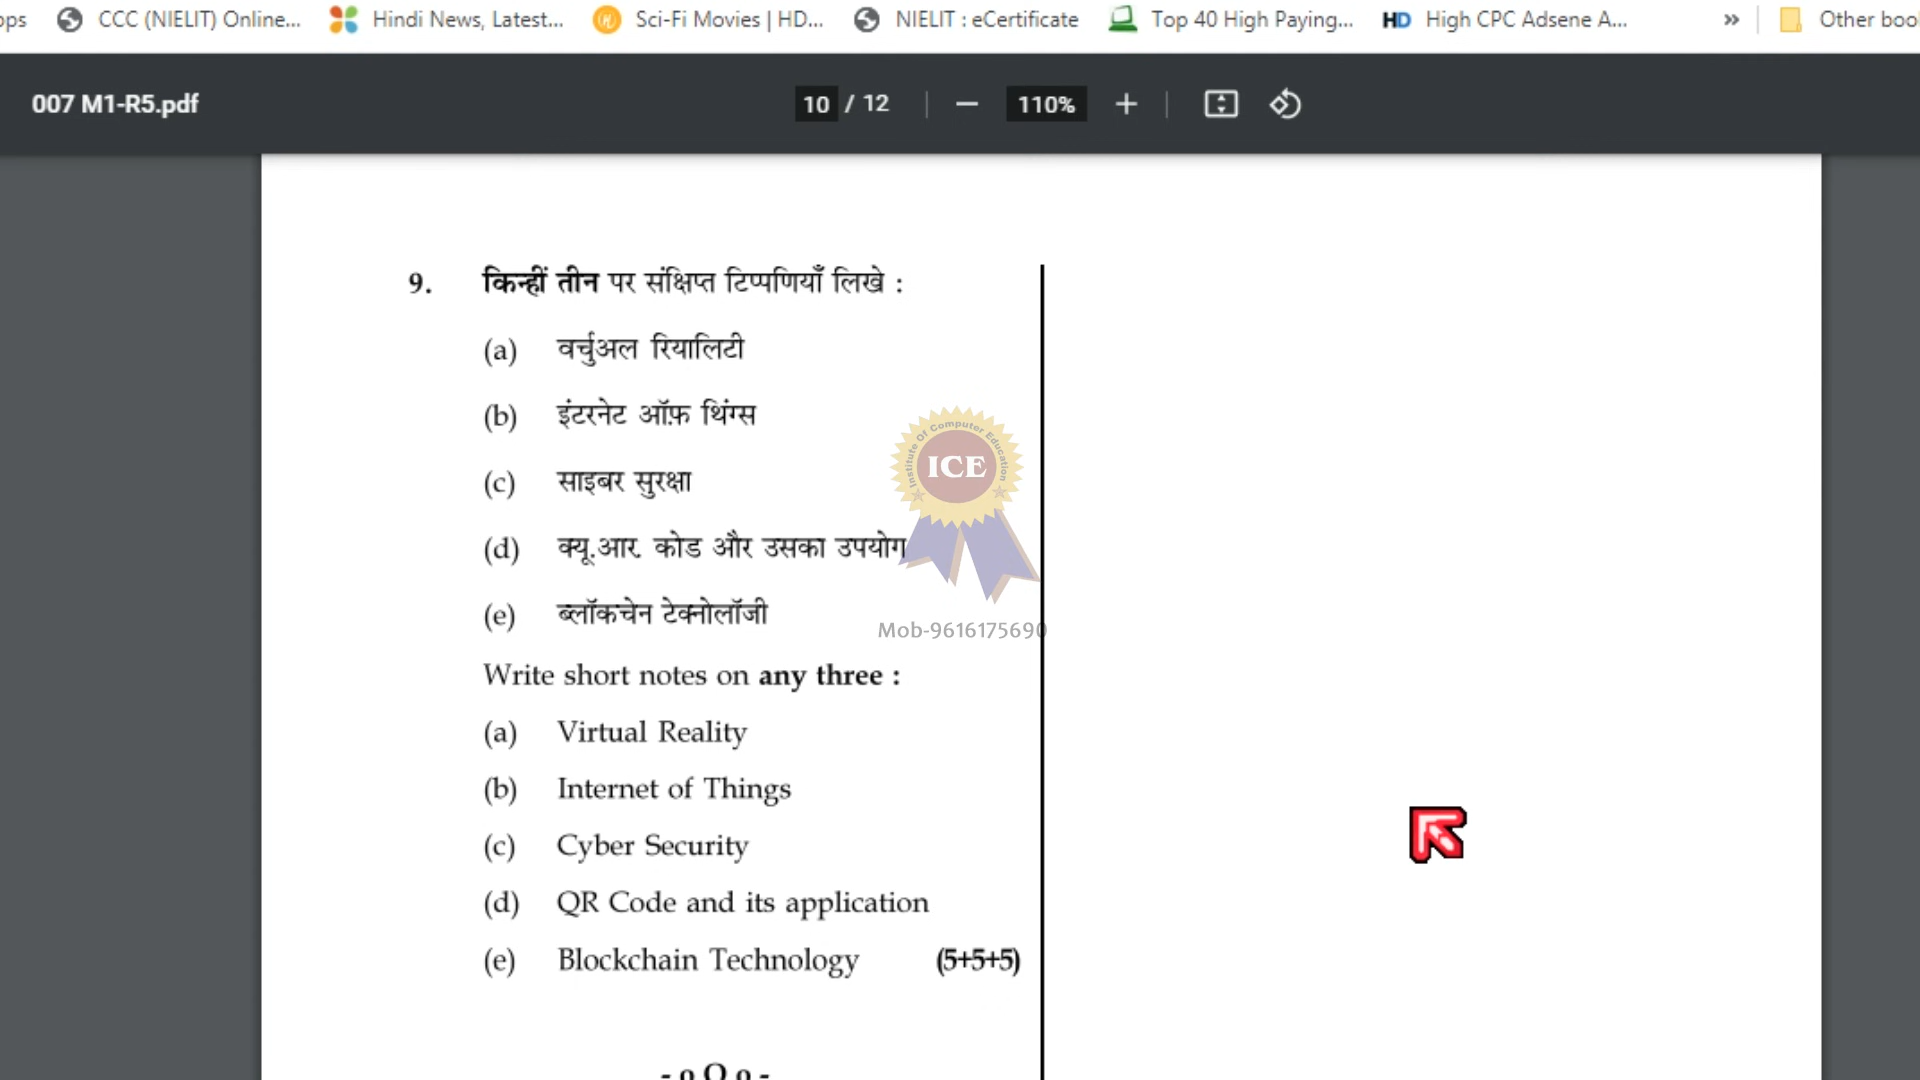 ops CCC (NIELIT) Online... Hindi News, Latest... Sci-Fi Movies | HD... NIELIT : eCertificate Top 40 High Paying... HD High CPC Adsene A... » Other boo
007 M1-R5.pdf 10 / 12 — 110% +
9. किन्हीं तीन पर संक्षिप्त टिप्पणियाँ लिखे :
(a) वर्चुअल रियालिटी
(b) इंटरनेट ऑफ़ थिंग्स
(c) साइबर सुरक्षा
(d) क्यू.आर. कोड और उसका उपयोग
(e) ब्लॉकचेन टेक्नोलॉजी
Institute Of Computer Education
ICE
Mob-9616175690
Write short notes on any three :
(a) Virtual Reality
(b) Internet of Things
(c) Cyber Security
(d) QR Code and its application
(e) Blockchain Technology (5+5+5)
- o O o -